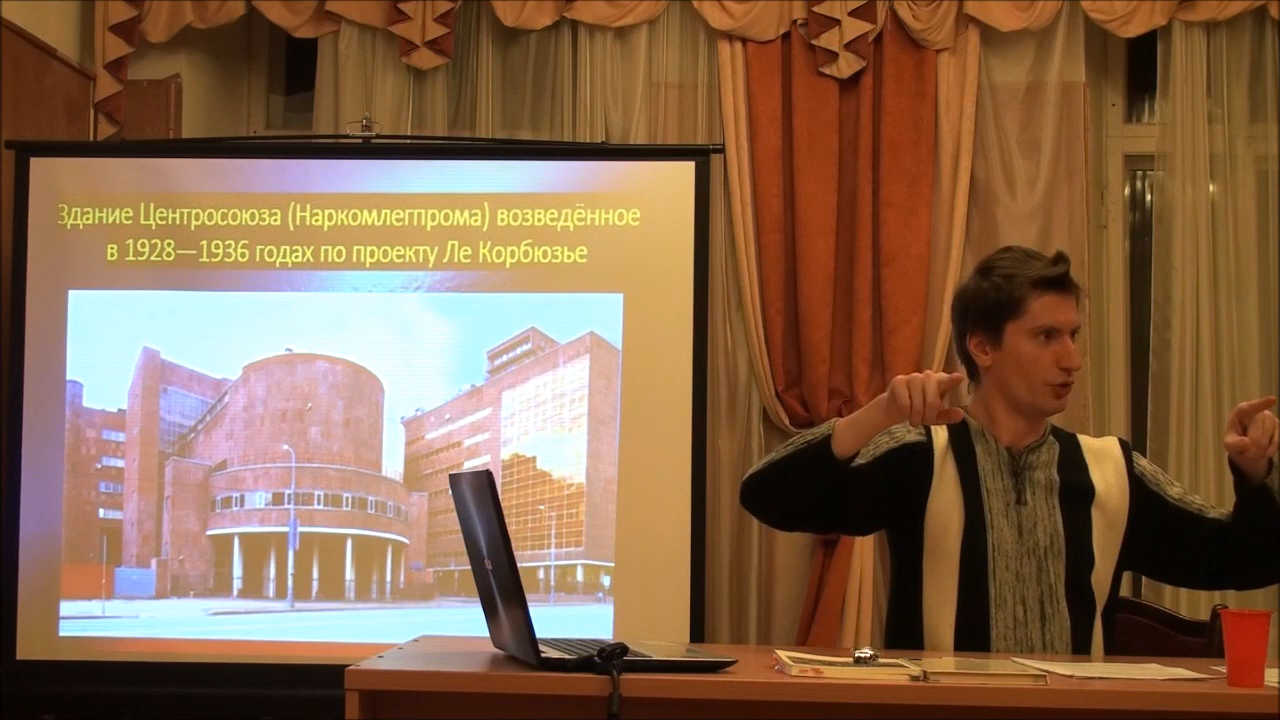 Здание Центросоюза (Наркомлегпрома) возведённое
в 1928—1936 годах по проекту Ле Корбюзье